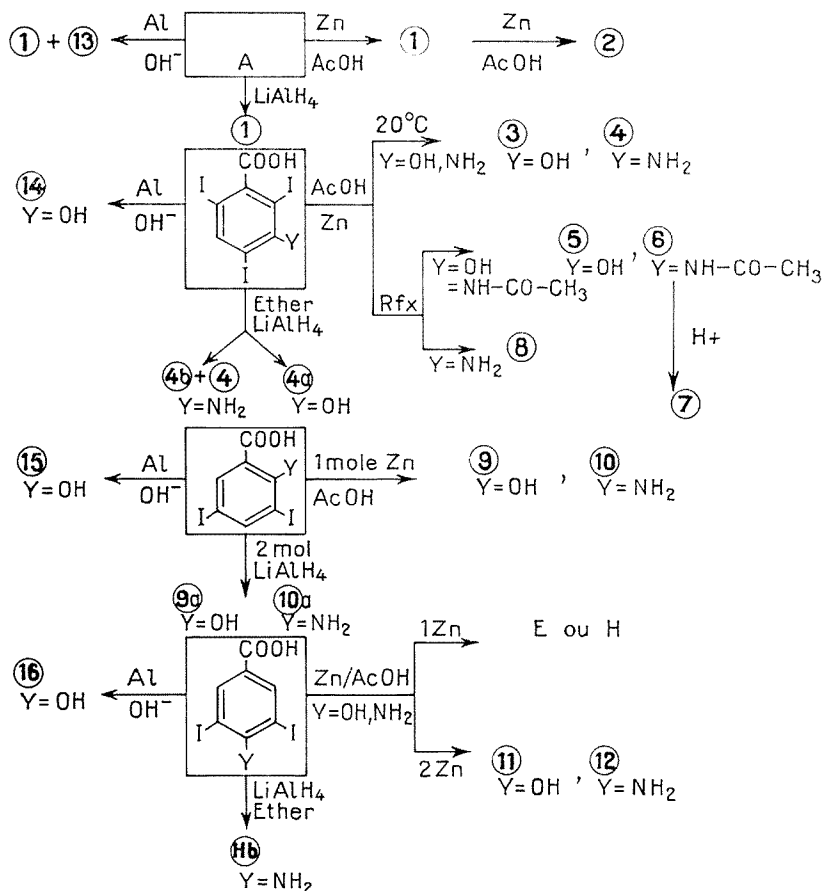 ① + ⑬ Al OH⁻ A Zn AcOH ① Zn AcOH ②
LiAlH₄
①
COOH
I I Y I
⑭ Y=OH Al OH⁻
AcOH Zn
20°C Y=OH,NH₂ ③ Y=OH , ④ Y=NH₂
Rfx
Y=OH =NH-CO-CH₃ ⑤ Y=OH , ⑥ Y=NH-CO-CH₃
Y=NH₂ ⑧
H+
⑦
Ether LiAlH₄
4b + 4 Y=NH₂ 4a Y=OH
COOH
Y I I
⑮ Y=OH Al OH⁻
1mole Zn AcOH ⑨ Y=OH , ⑩ Y=NH₂
2mol LiAlH₄
9a Y=OH 10a Y=NH₂
COOH
I I Y
⑯ Y=OH Al OH⁻
Zn/AcOH Y=OH,NH₂
1Zn E ou H
2Zn ⑪ Y=OH , ⑫ Y=NH₂
LiAlH₄ Ether
Hb
Y=NH₂